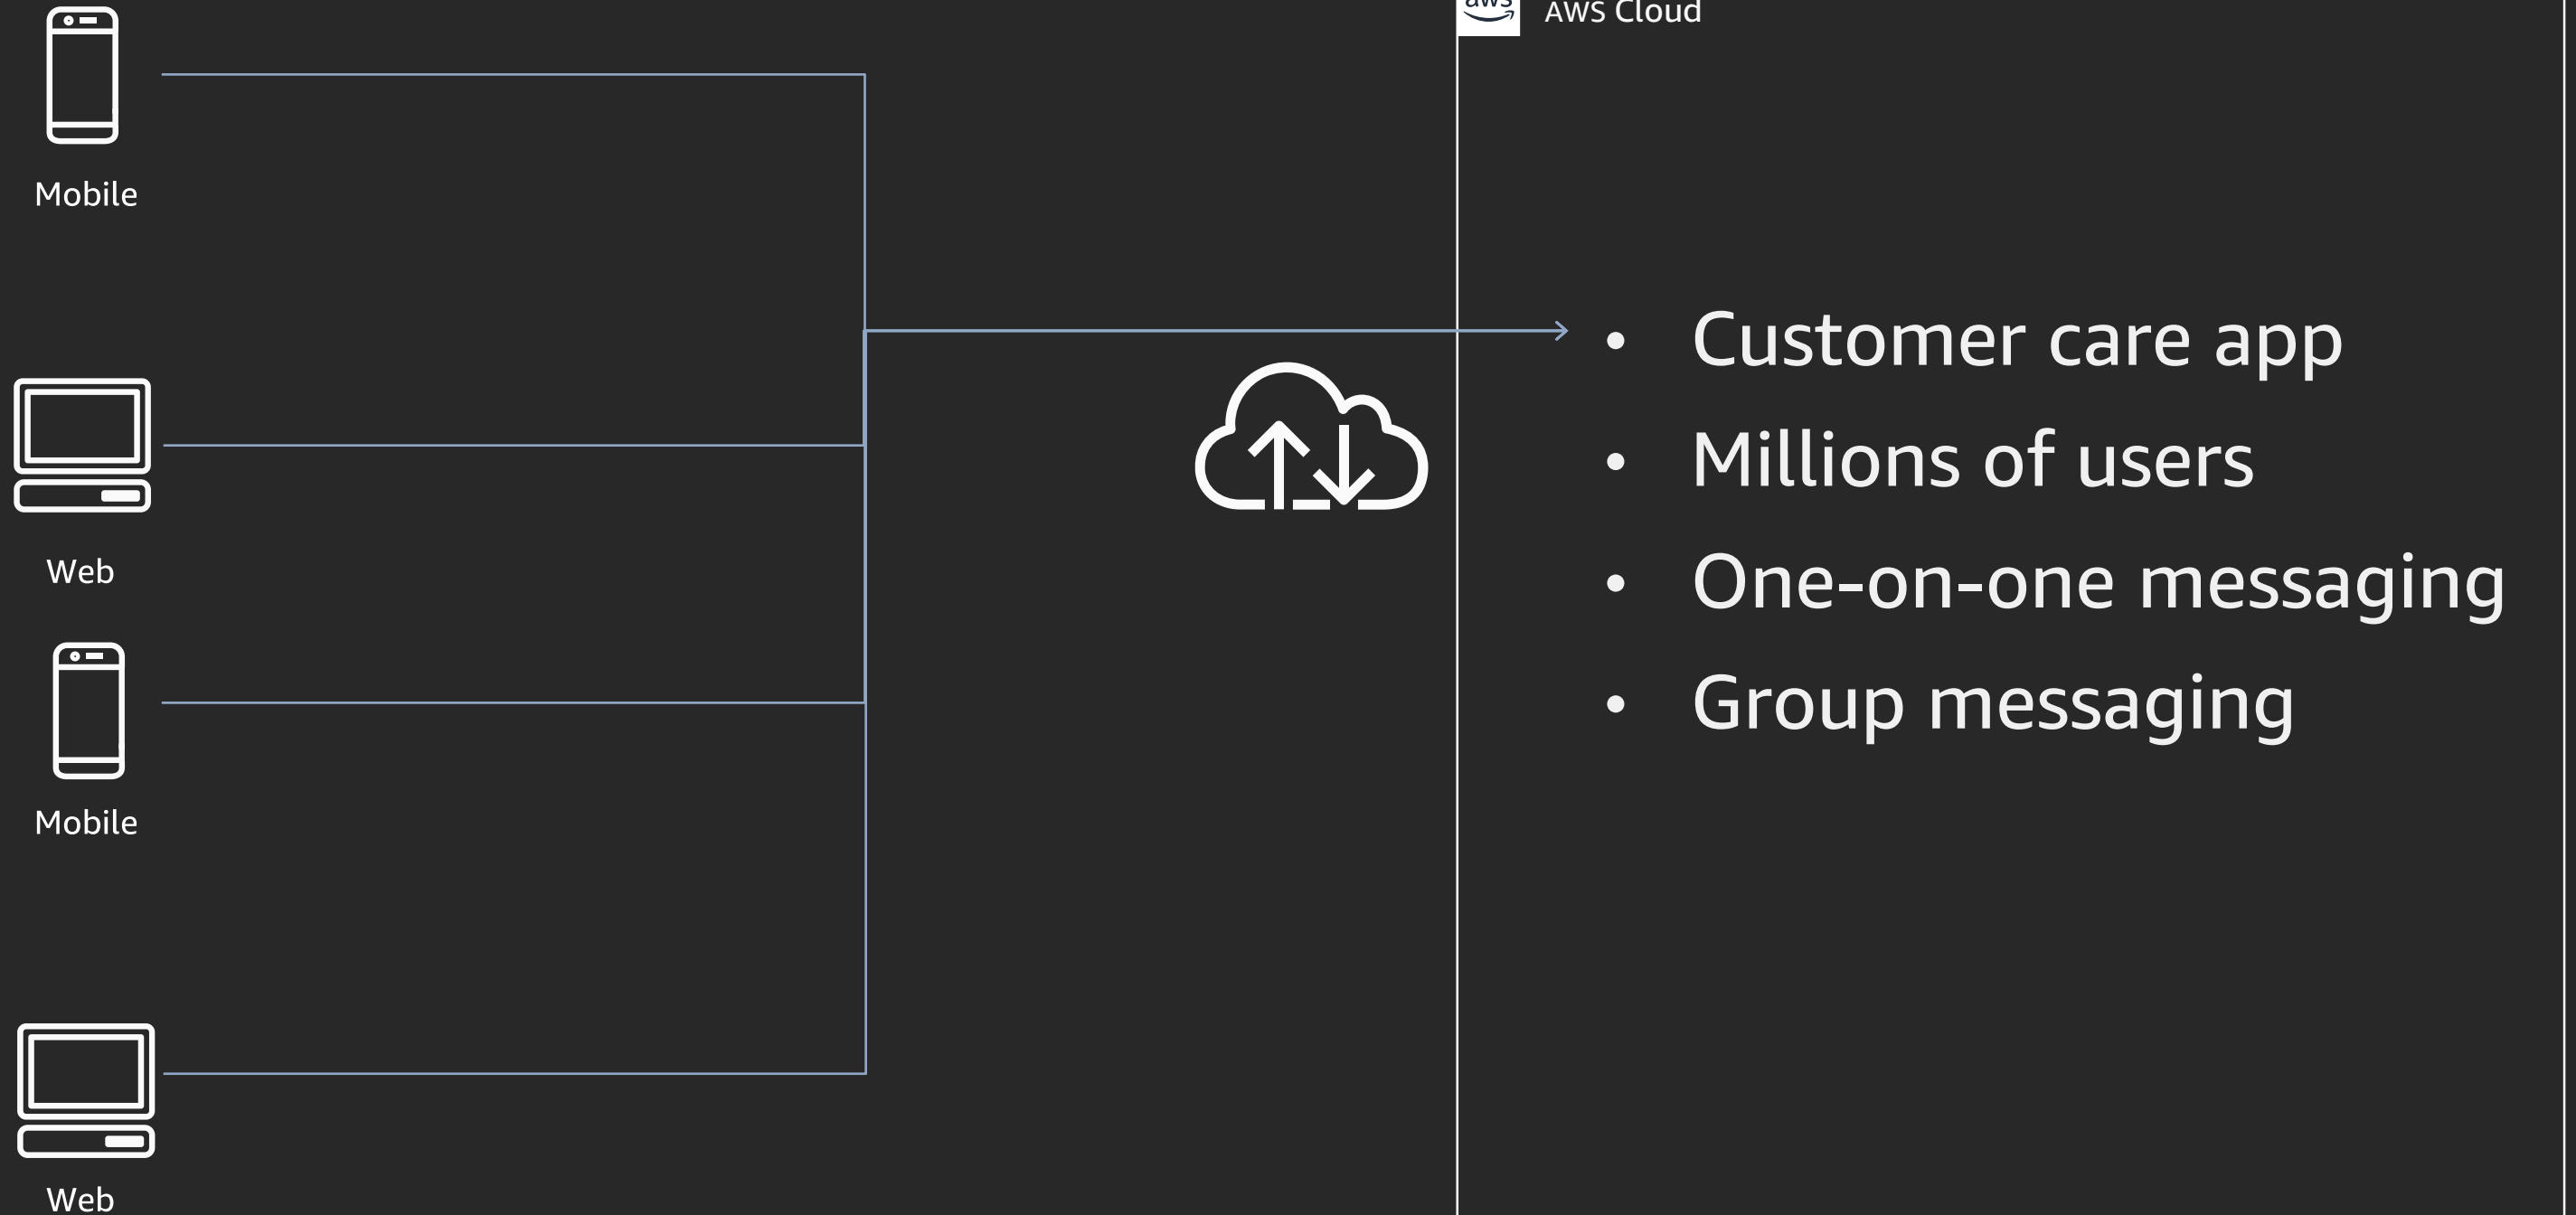 aws
AWS Cloud
Mobile
Web
Mobile
Web
• Customer care app
• Millions of users
• One-on-one messaging
• Group messaging